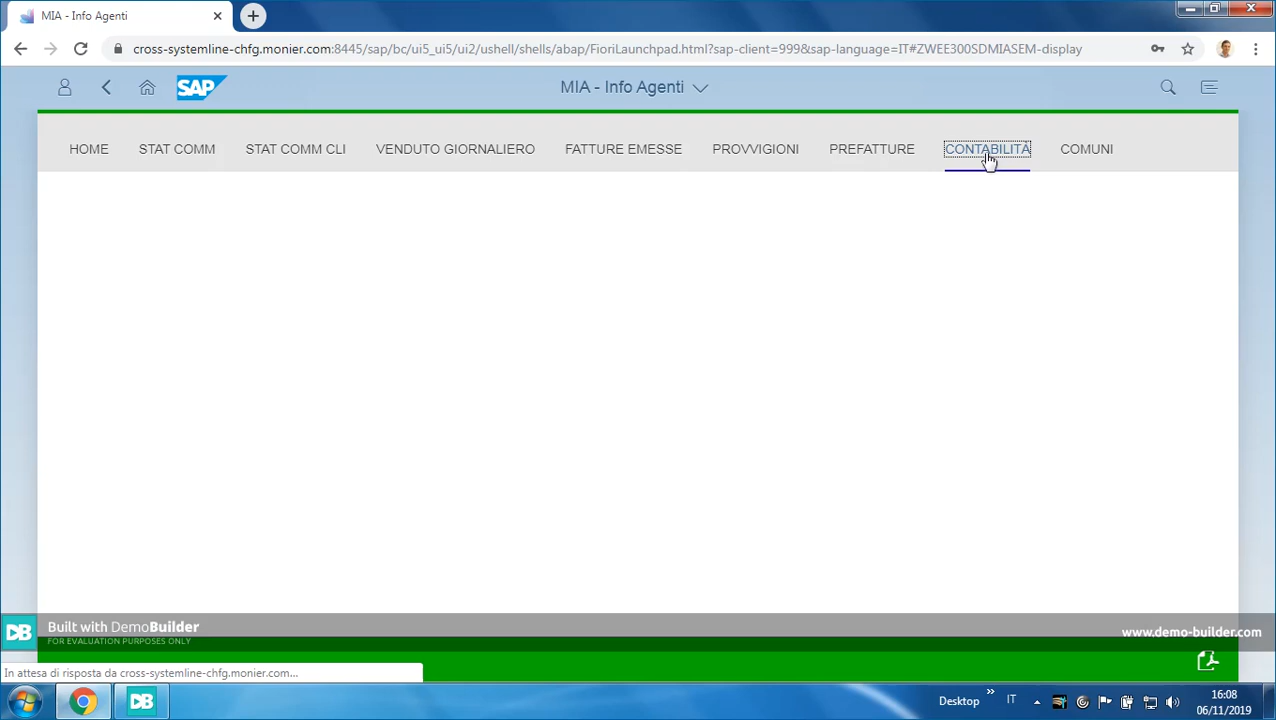 MIA - Info Agenti
cross-systemline-chfg.monier.com:8445/sap/bc/ui5_ui5/ui2/ushell/shells/abap/FioriLaunchpad.html?sap-client=999&sap-language=IT#ZWEE300SDMIASEM-display
SAP
MIA - Info Agenti
HOME STAT COMM STAT COMM CLI VENDUTO GIORNALIERO FATTURE EMESSE PROVVIGIONI PREFATTURE CONTABILITÀ COMUNI
DB Built with DemoBuilder
FOR EVALUATION PURPOSES ONLY
www.demo-builder.com
In attesa di risposta da cross-systemline-chfg.monier.com...
DB
Desktop » IT
16:08
06/11/2019